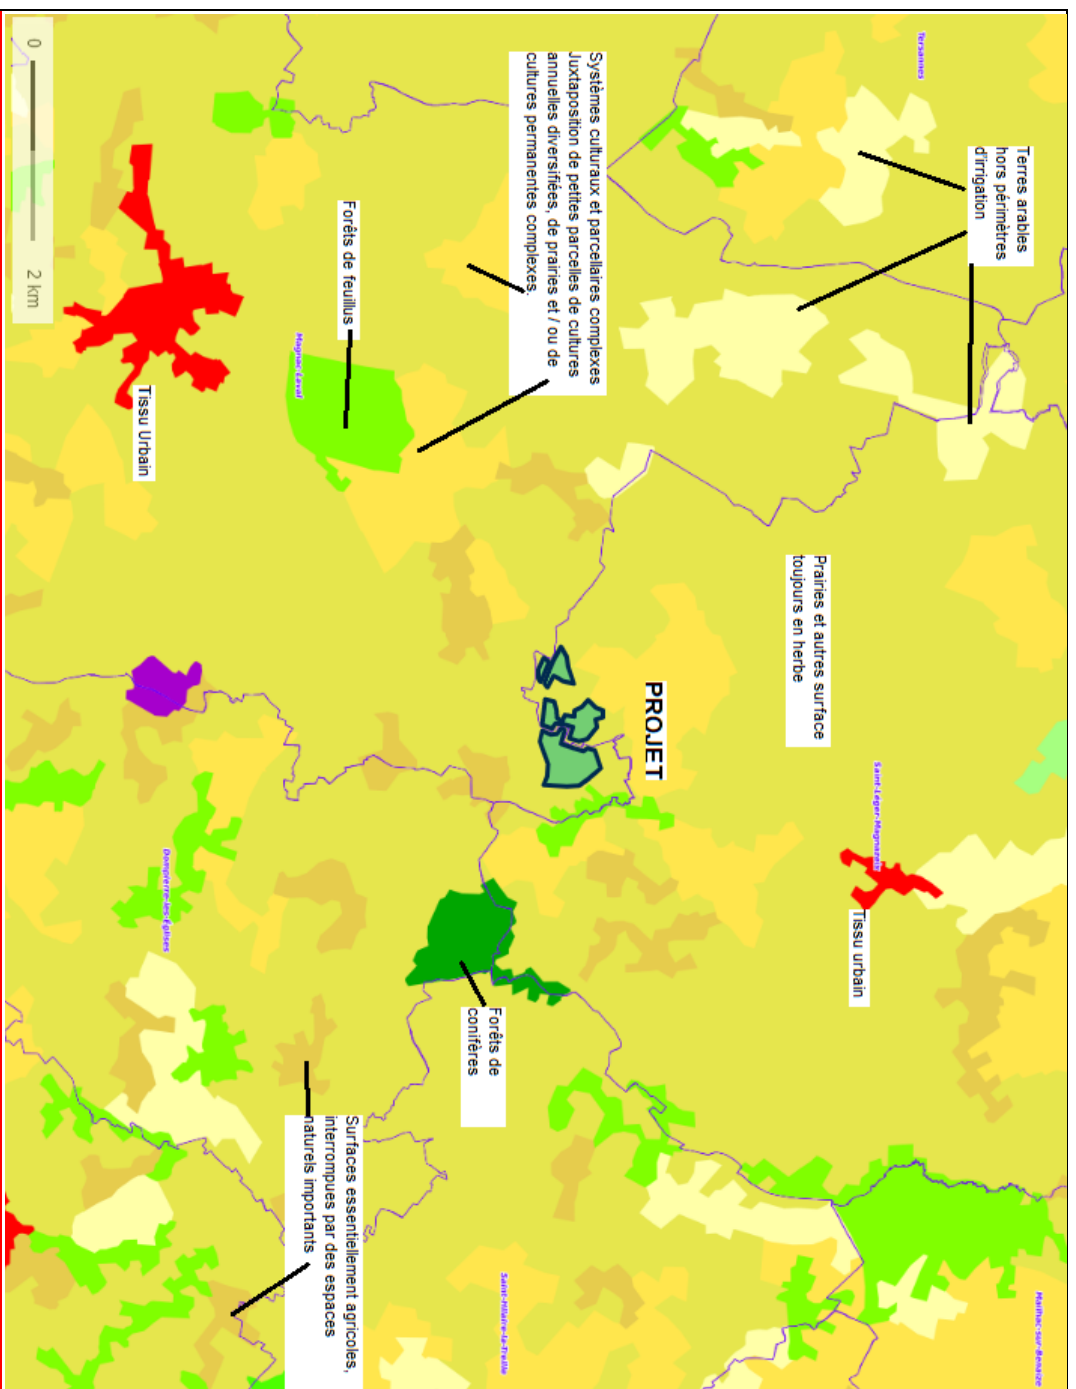 Terres arables
hors périmètres
d'irrigation
Mailhac-sur-Benaize
Tersannes
Saint-Léger-Magnazeix
Tissu urbain
Prairies et autres surface
toujours en herbe
PROJET
Systèmes culturaux et parcellaires complexes
Juxtaposition de petites parcelles de cultures
annuelles diversifiées, de prairies et / ou de
cultures permanentes complexes.
Forêts de
conifères
Saint-Hilaire-la-Treille
Forêts de feuillus
Surfaces essentiellement agricoles,
interrompues par des espaces
naturels importants
Magnac-Laval
Dompierre-les-Églises
Tissu Urbain
0 2 km